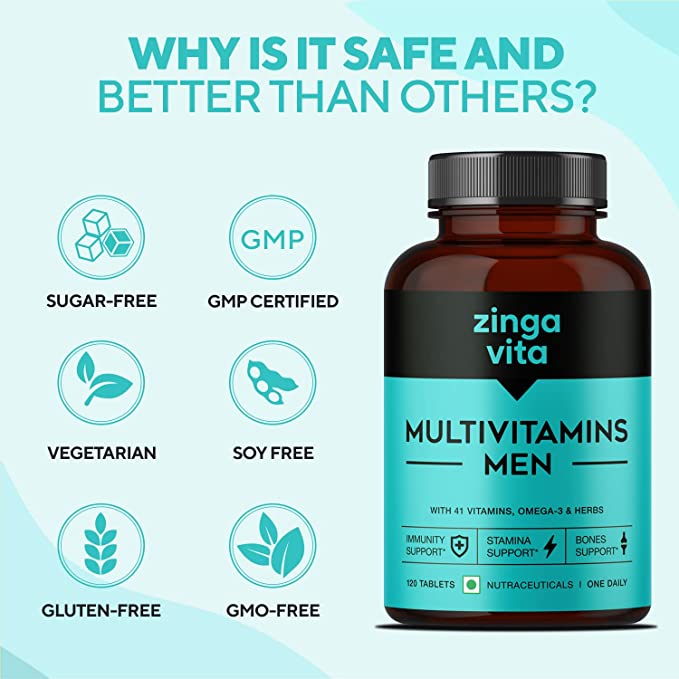 WHY IS IT SAFE AND
BETTER THAN OTHERS?
SUGAR-FREE
GMP
GMP CERTIFIED
VEGETARIAN
SOY FREE
GLUTEN-FREE
GMO-FREE
zinga
vita
MULTIVITAMINS
MEN
WITH 41 VITAMINS, OMEGA-3 & HERBS
IMMUNITY SUPPORT*
STAMINA SUPPORT*
BONES SUPPORT*
120 TABLETS NUTRACEUTICALS | ONE DAILY